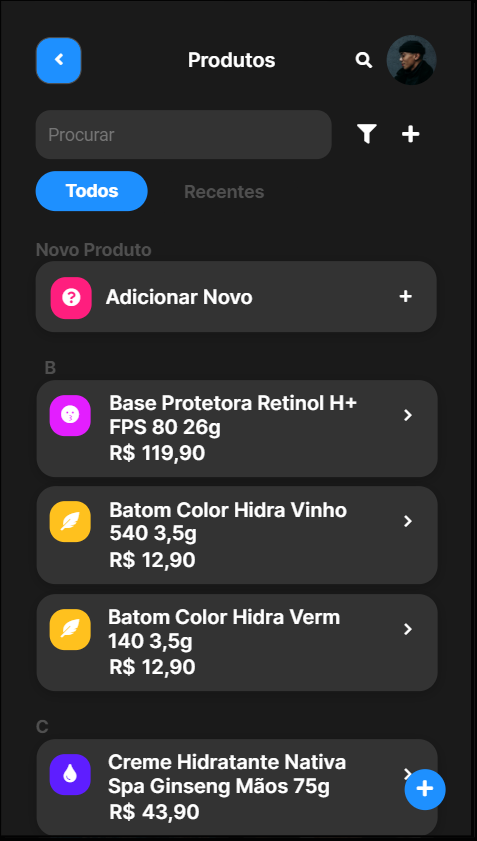 Produtos
Procurar
Todos
Recentes
Novo Produto
Adicionar Novo
B
Base Protetora Retinol H+
FPS 80 26g
R$ 119,90
Batom Color Hidra Vinho
540 3,5g
R$ 12,90
Batom Color Hidra Verm
140 3,5g
R$ 12,90
C
Creme Hidratante Nativa
Spa Ginseng Mãos 75g
R$ 43,90